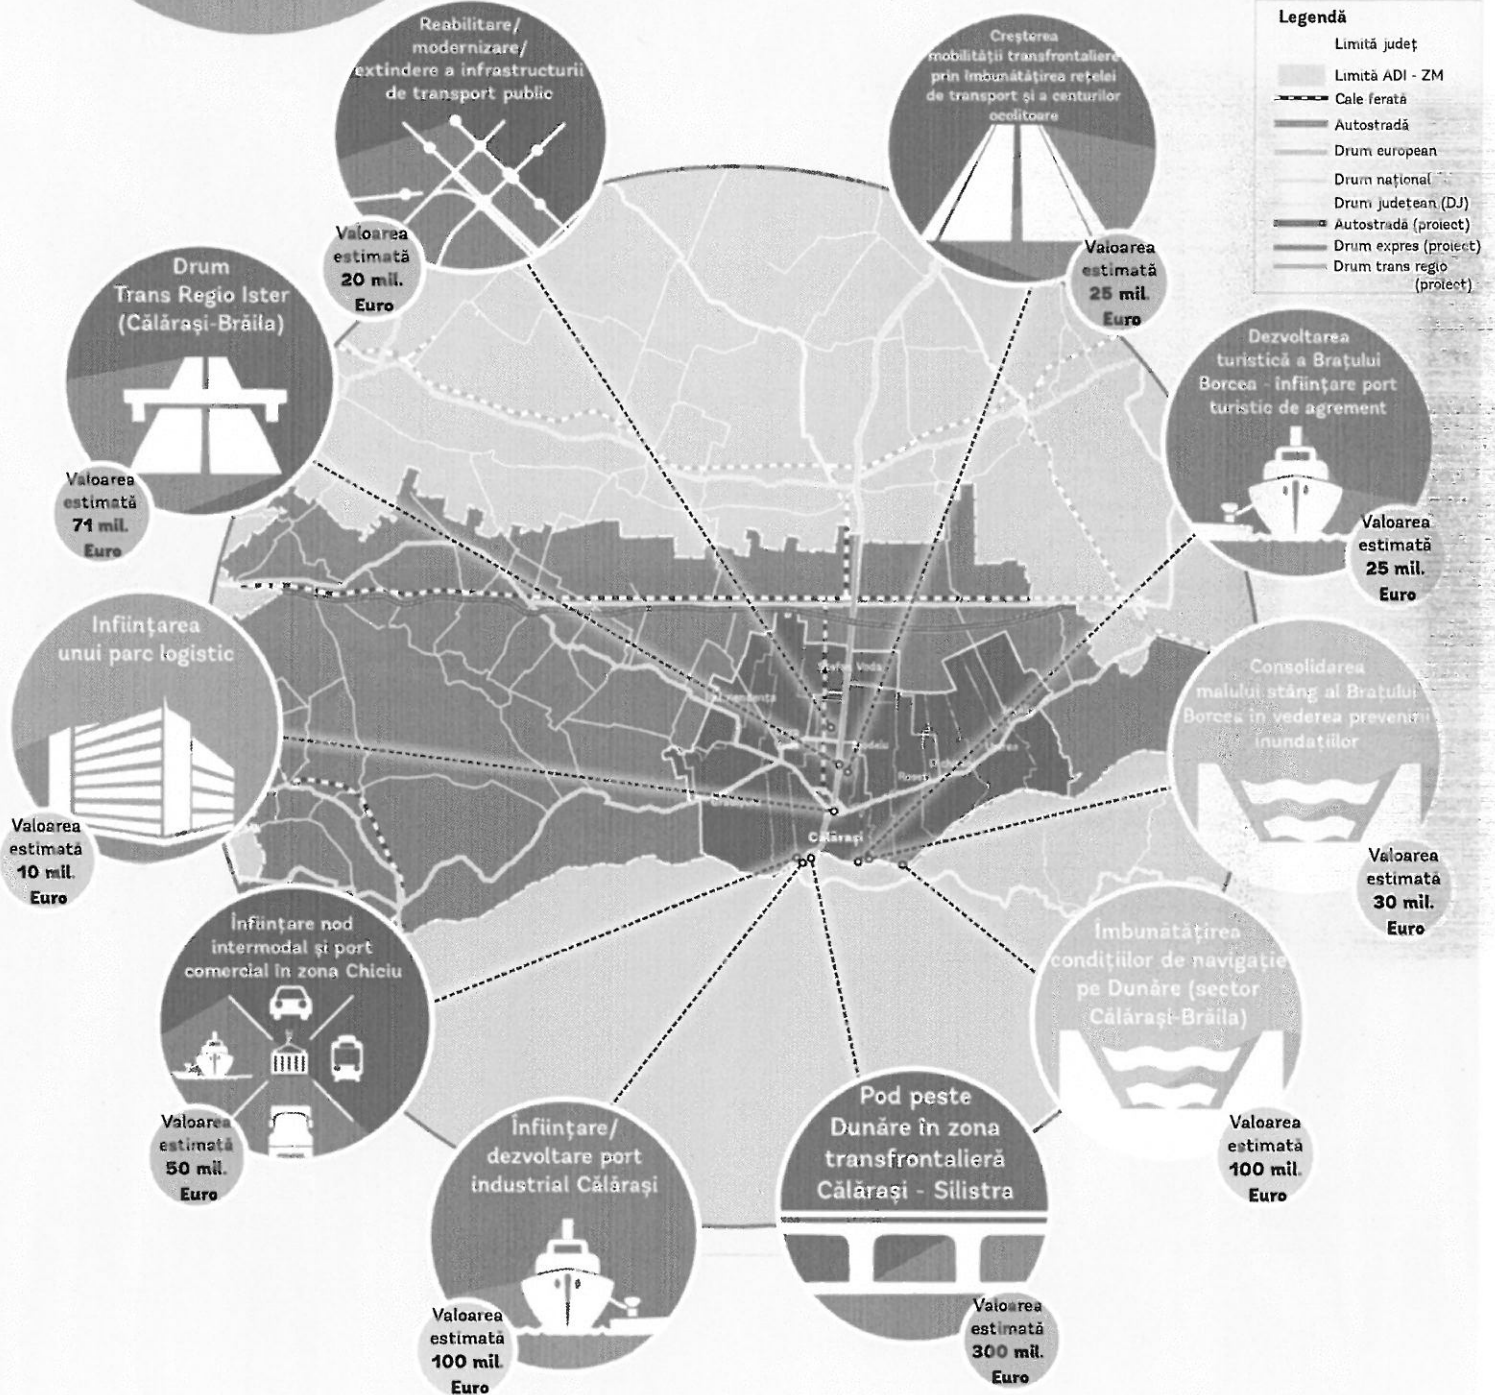 Reabilitare/
modernizare/
extindere a infrastructurii
de transport public
Valoarea
estimată
20 mil.
Euro
Creșterea
mobilității transfrontaliere
prin îmbunătățirea rețelei
de transport și a centurilor
ocolitoare
Valoarea
estimată
25 mil.
Euro
Legendă
Limită județ
Limită ADI - ZM
Cale ferată
Autostradă
Drum european
Drum național
Drum județean (DJ)
Autostradă (proiect)
Drum expres (proiect)
Drum trans regio
(proiect)
Drum
Trans Regio Ister
(Călărași-Brăila)
Valoarea
estimată
71 mil.
Euro
Dezvoltarea
turistică a Brațului
Borcea - înființare port
turistic de agrement
Valoarea
estimată
25 mil.
Euro
Inființarea
unui parc logistic
Valoarea
estimată
10 mil.
Euro
Consolidarea
malului stâng al Brațului
Borcea în vederea prevenirii
inundațiilor
Valoarea
estimată
30 mil.
Euro
Vodă
Roseți
Călărași
Înființare nod
intermodal și port
comercial în zona Chiciu
Valoarea
estimată
50 mil.
Euro
Îmbunătățirea
condițiilor de navigație
pe Dunăre (sector
Călărași-Brăila)
Valoarea
estimată
100 mil.
Euro
Înființare/
dezvoltare port
industrial Călărași
Valoarea
estimată
100 mil.
Euro
Pod peste
Dunăre în zona
transfrontalieră
Călărași - Silistra
Valoarea
estimată
300 mil.
Euro